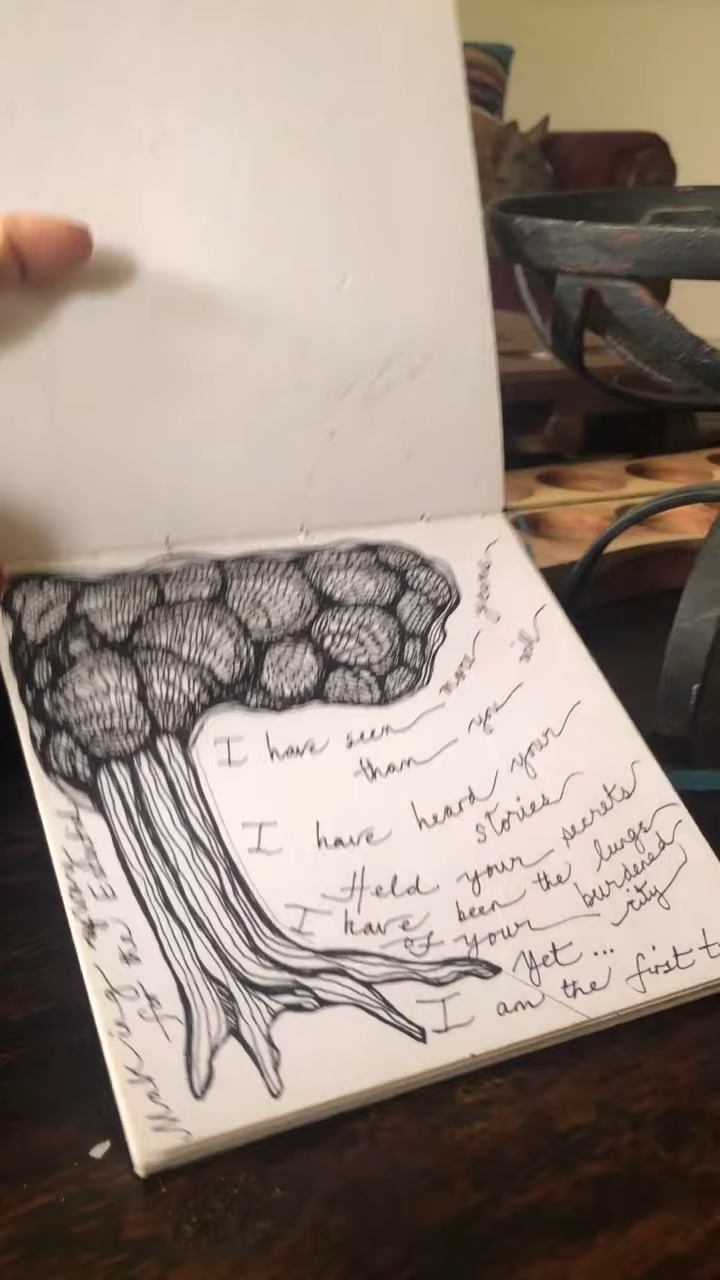 I have seen more years
than you will
I have heard your
stories
Held your secrets
I have been the lungs
of your burdened
city
Yet ...
I am the first t
Making